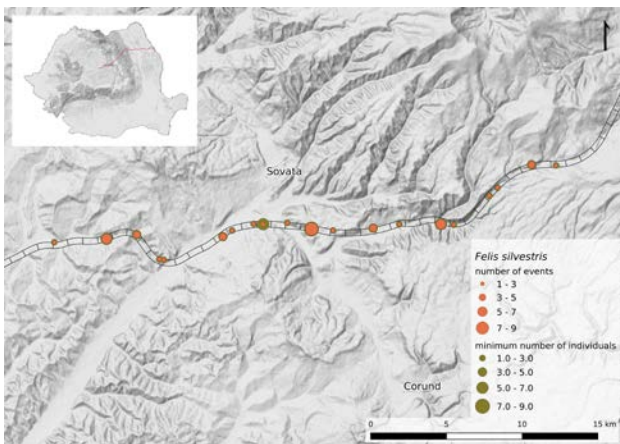 Sovata
Felis silvestris
number of events
1 - 3
3 - 5
5 - 7
7 - 9
minimum number of individuals
1.0 - 3.0
3.0 - 5.0
5.0 - 7.0
7.0 - 9.0
Corund
0 5 10 15 km